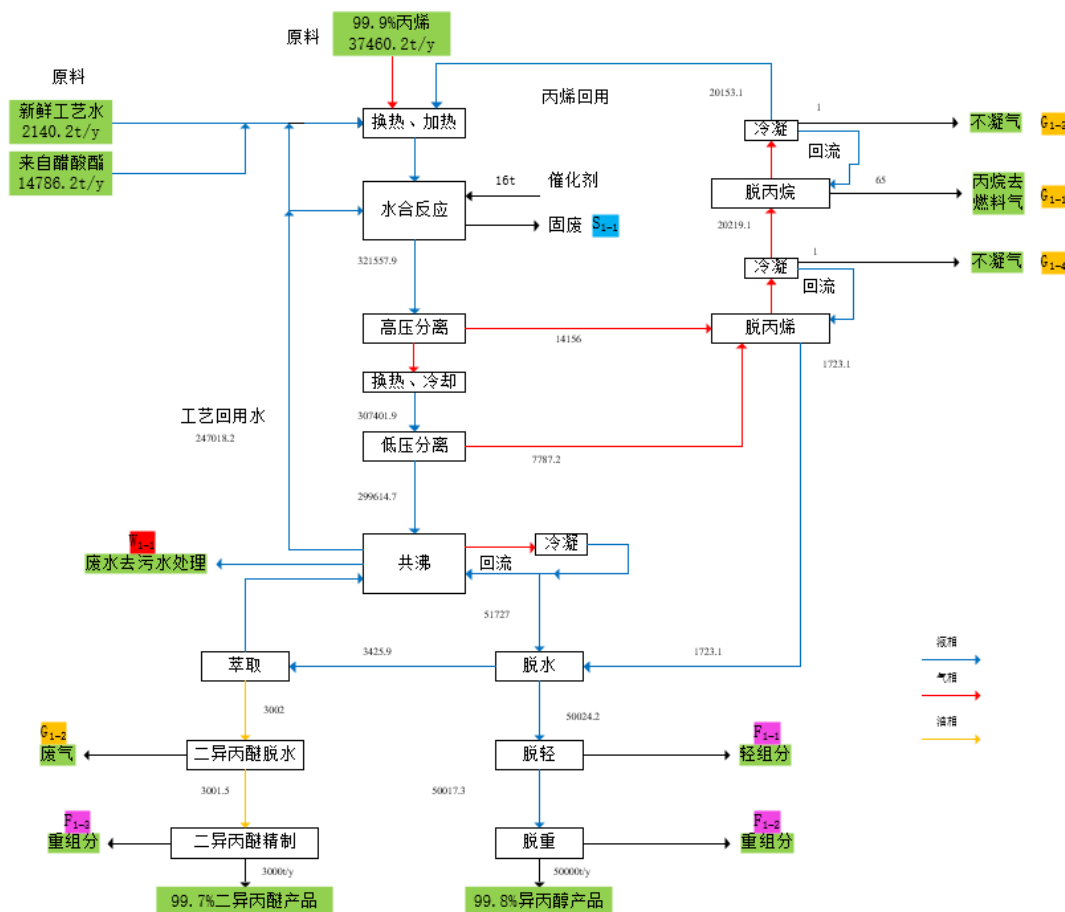 99.9%丙烯
37460.2t/y
原料
原料
新鲜工艺水
2140.2t/y
来自醋酸酯
14786.2t/y
换热、加热
丙烯回用
20153.1
1
冷凝
不凝气
G1-3
回流
65
脱丙烷
丙烷去
燃料气
G1-1
16t
催化剂
水合反应
固废
S1-1
20219.1
1
321557.9
冷凝
不凝气
G1-4
回流
高压分离
14156
脱丙烯
1723.1
换热、冷却
307401.9
工艺回用水
247018.2
低压分离
7787.2
299614.7
W1-1
废水去污水处理
共沸
冷凝
回流
51727
萃取
3425.9
脱水
1723.1
液相
气相
油相
3002
50024.2
G1-2
废气
二异丙醚脱水
脱轻
F1-1
轻组分
3001.5
50017.3
F1-3
重组分
二异丙醚精制
脱重
F1-2
重组分
3000t/y
50000t/y
99.7%二异丙醚产品
99.8%异丙醇产品